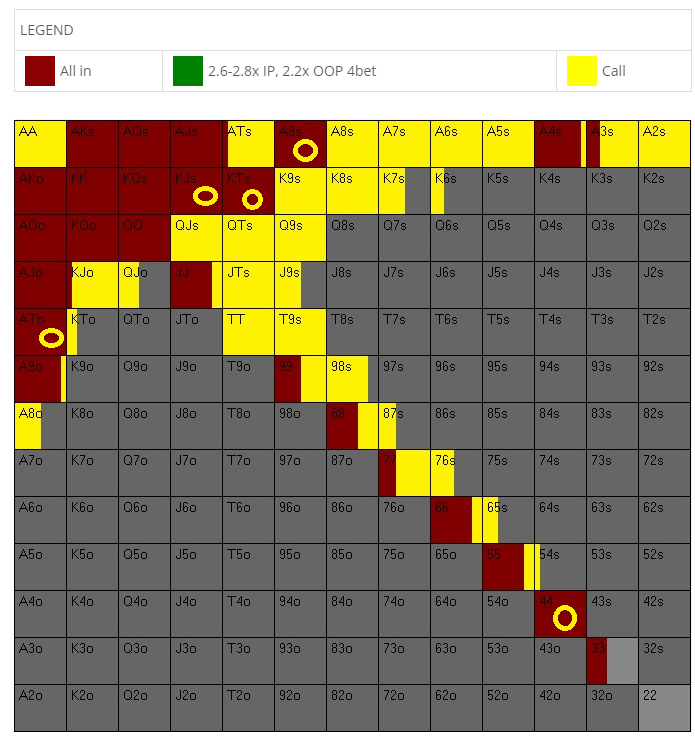 LEGEND
All in 2.6-2.8x IP, 2.2x OOP 4bet Call
AA AKs AQs AJs ATs A9s A8s A7s A6s A5s A4s A3s A2s
AKo KK KQs KJs KTs K9s K8s K7s K6s K5s K4s K3s K2s
AQo KQo QQ QJs QTs Q9s Q8s Q7s Q6s Q5s Q4s Q3s Q2s
AJo KJo QJo JJ JTs J9s J8s J7s J6s J5s J4s J3s J2s
ATo KTo QTo JTo TT T9s T8s T7s T6s T5s T4s T3s T2s
A9o K9o Q9o J9o T9o 99 98s 97s 96s 95s 94s 93s 92s
A8o K8o Q8o J8o T8o 98o 88 87s 86s 85s 84s 83s 82s
A7o K7o Q7o J7o T7o 97o 87o 77 76s 75s 74s 73s 72s
A6o K6o Q6o J6o T6o 96o 86o 76o 66 65s 64s 63s 62s
A5o K5o Q5o J5o T5o 95o 85o 75o 65o 55 54s 53s 52s
A4o K4o Q4o J4o T4o 94o 84o 74o 64o 54o 44 43s 42s
A3o K3o Q3o J3o T3o 93o 83o 73o 63o 53o 43o 33 32s
A2o K2o Q2o J2o T2o 92o 82o 72o 62o 52o 42o 32o 22